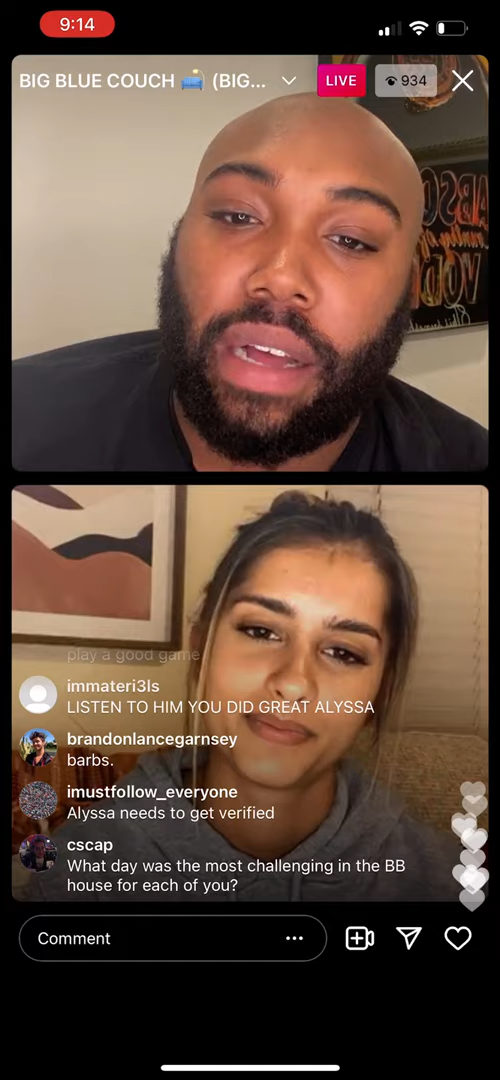 9:14
BIG BLUE COUCH 🛋️ (BIG...
LIVE
934
play a good game
immateri3ls
LISTEN TO HIM YOU DID GREAT ALYSSA
brandonlancegarnsey
barbs.
imustfollow_everyone
Alyssa needs to get verified
cscap
What day was the most challenging in the BB
house for each of you?
Comment